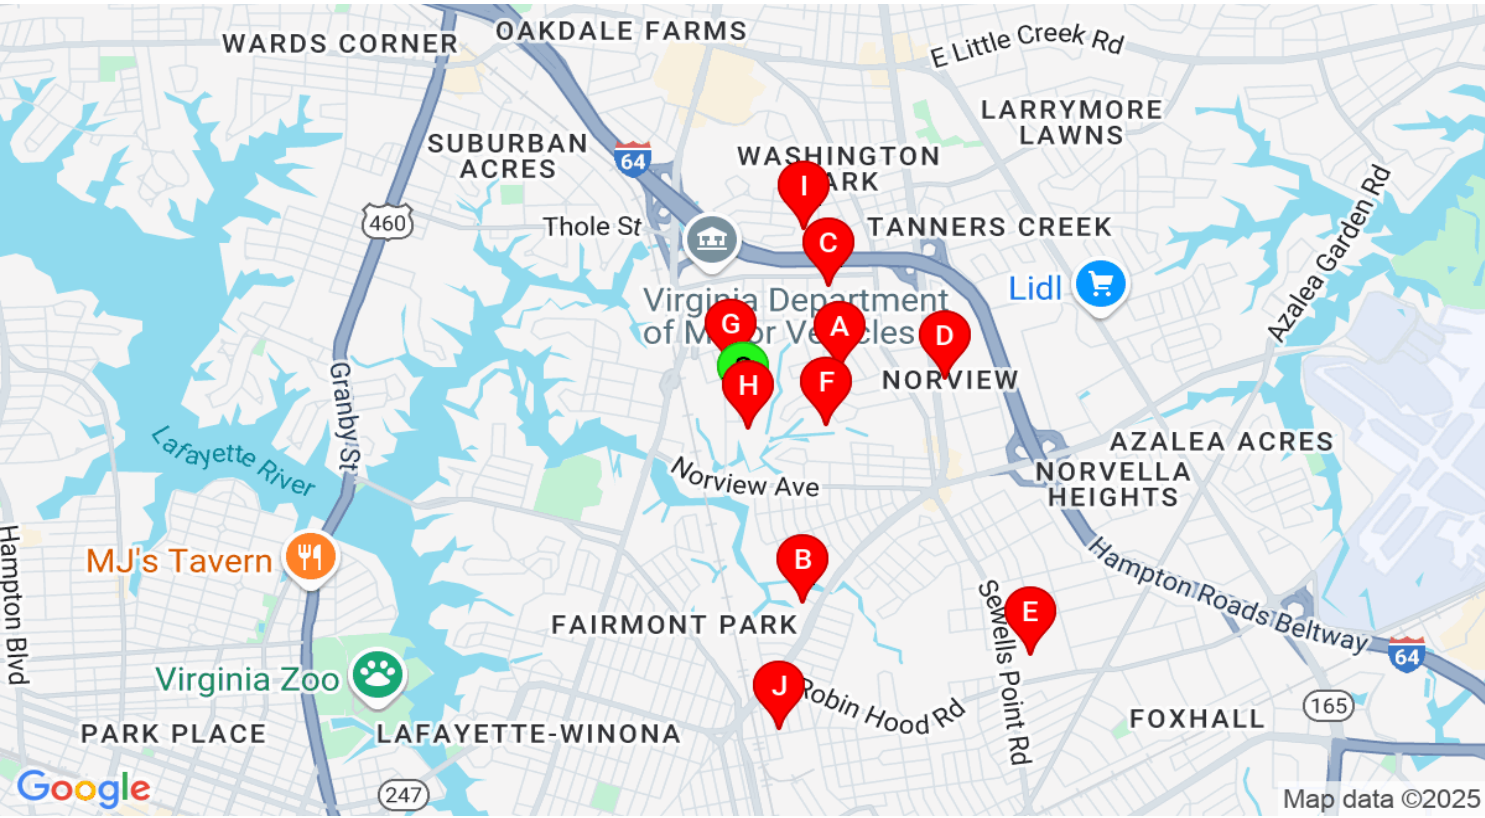 WARDS CORNER
OAKDALE FARMS
E Little Creek Rd
SUBURBAN
ACRES
64
WASHINGTON
ARK
LARRYMORE
LAWNS
I
460
Thole St
C
TANNERS CREEK
Azalea Garden Rd
Lidl
Virginia Department
of Motor Vehicles
G
A
D
H
F
NORVIEW
Granby St
Lafayette River
Norview Ave
AZALEA ACRES
NORVELLA
HEIGHTS
Hampton Blvd
MJ's Tavern
B
Hampton Roads Beltway
FAIRMONT PARK
Sewells Point Rd
E
64
Virginia Zoo
J
Robin Hood Rd
165
PARK PLACE
LAFAYETTE-WINONA
FOXHALL
Google
247
Map data ©2025